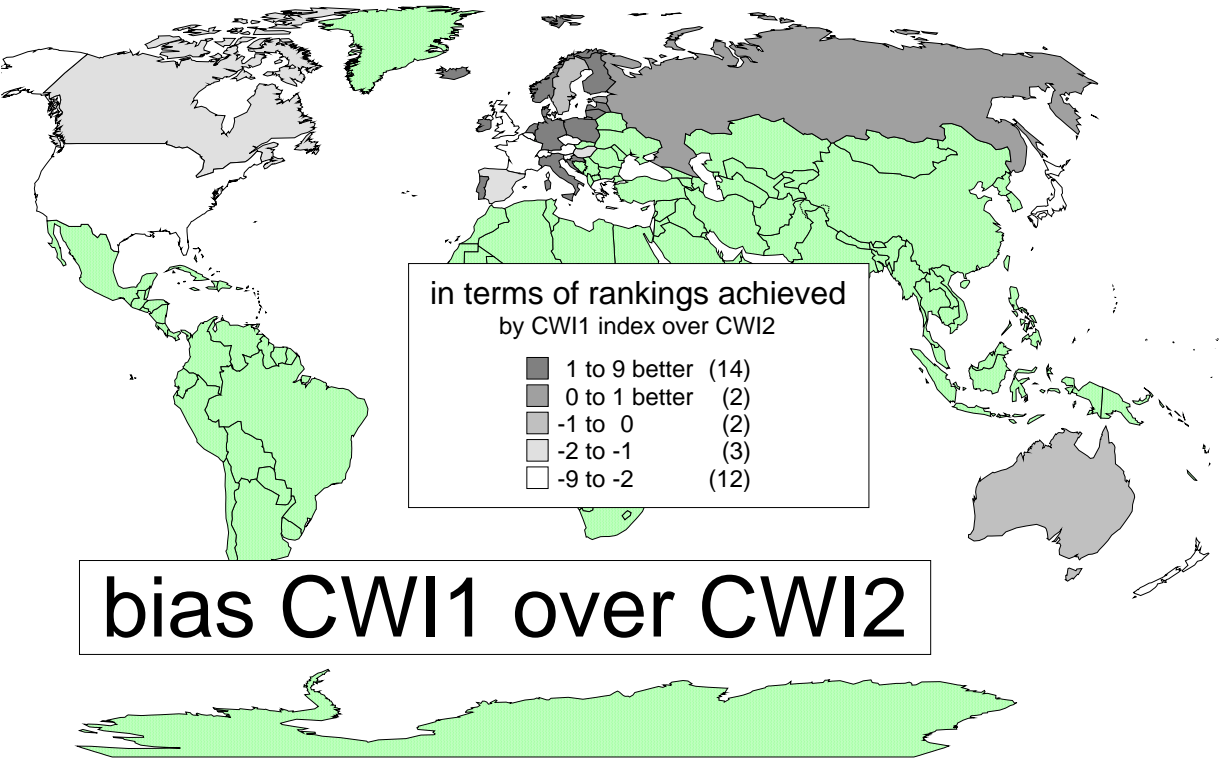 in terms of rankings achieved
by CWI1 index over CWI2
1 to 9 better (14)
0 to 1 better (2)
-1 to 0 (2)
-2 to -1 (3)
-9 to -2 (12)
bias CWI1 over CWI2